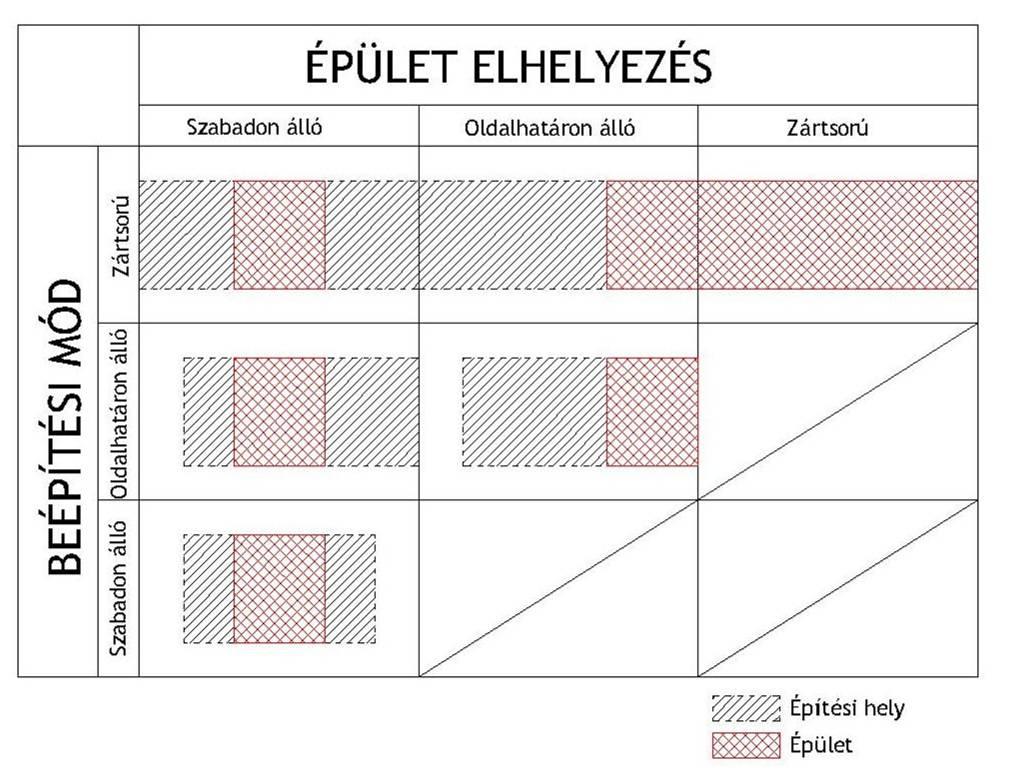 ÉPÜLET ELHELYEZÉS
Szabadon álló
Oldalhatáron álló
Zártsorú
BEÉPÍTÉSI MÓD
Zártsorú
Oldalhatáron álló
Szabadon álló
Építési hely
Épület